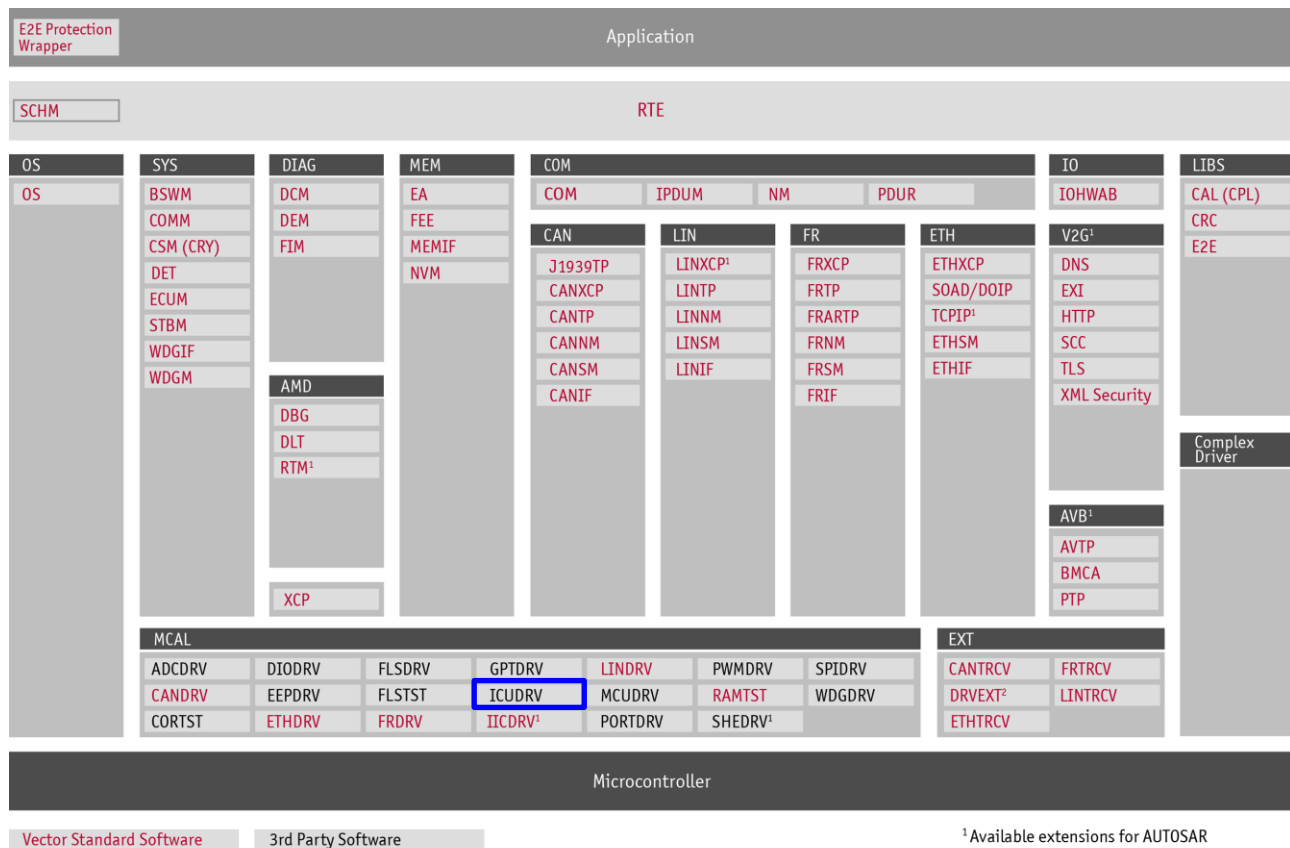 E2E Protection
Wrapper
Application
SCHM
RTE
OS
OS
SYS
BSWM
COMM
CSM (CRY)
DET
ECUM
STBM
WDGIF
WDGM
DIAG
DCM
DEM
FIM
AMD
DBG
DLT
RTM¹
XCP
MEM
EA
FEE
MEMIF
NVM
COM
COM IPDUM NM PDUR
CAN
J1939TP
CANXCP
CANTP
CANNM
CANSM
CANIF
LIN
LINXCP¹
LINTP
LINNM
LINSM
LINIF
FR
FRXCP
FRTP
FRARTP
FRNM
FRSM
FRIF
ETH
ETHXCP
SOAD/DOIP
TCPIP¹
ETHSM
ETHIF
IO
IOHWAB
V2G¹
DNS
EXI
HTTP
SCC
TLS
XML Security
AVB¹
AVTP
BMCA
PTP
LIBS
CAL (CPL)
CRC
E2E
Complex
Driver
MCAL
ADCDRV DIODRV FLSDRV GPTDRV LINDRV PWMDRV SPIDRV
CANDRV EEPDRV FLSTST ICUDRV MCUDRV RAMTST WDGDRV
CORTST ETHDRV FRDRV IICDRV¹ PORTDRV SHEDRV¹
EXT
CANTRCV FRTRCV
DRVEXT² LINTRCV
ETHTRCV
Microcontroller
Vector Standard Software 3rd Party Software
¹ Available extensions for AUTOSAR